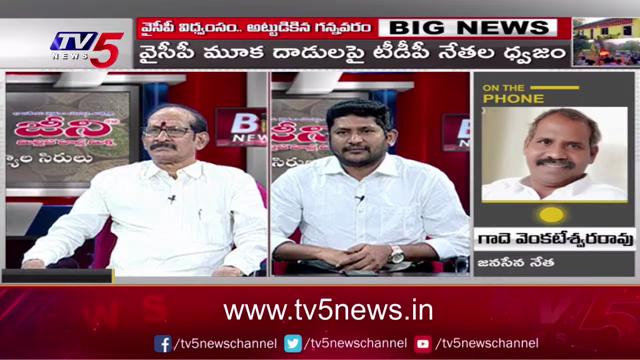 TV5
NEWS
వైసీపీ విధ్వంసం.. అట్టుడికిన గన్నవరం
BIG NEWS
వైసీపీ మూక దాడులపై టీడీపీ నేతల ధ్వజం
ON THE
PHONE
జీని
గాదె వెంకటేశ్వరరావు
జనసేన నేత
www.tv5news.in
/tv5newschannel
/tv5newschannel
/tv5newschannel